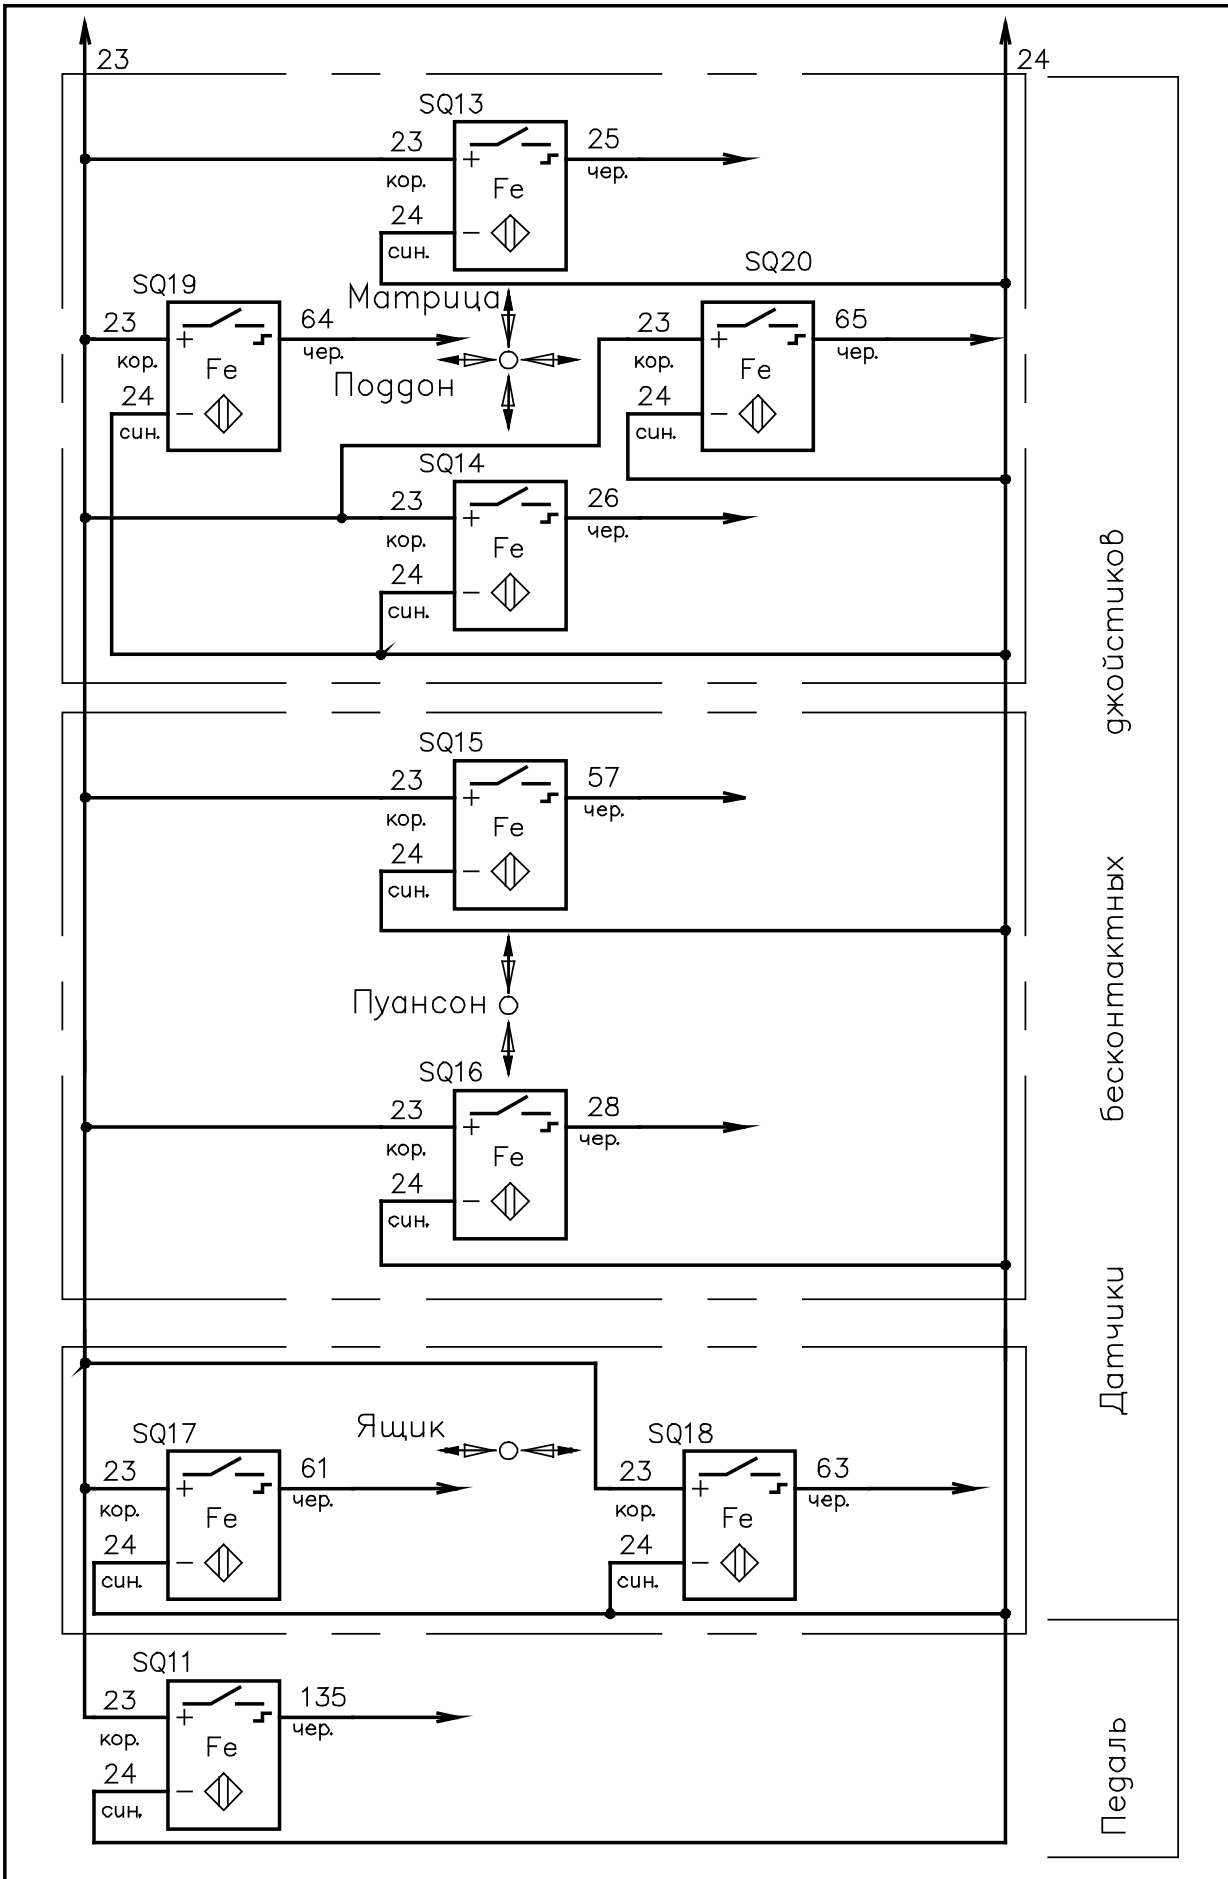 23
24
SQ13
23
25
кор.
чер.
Fe
24
син.
SQ20
SQ19
Матрица
23
64
23
65
кор.
чер.
кор.
чер.
Fe
Fe
Поддон
24
24
син.
син.
SQ14
23
26
кор.
чер.
Fe
24
син.
SQ15
23
57
кор.
чер.
Fe
24
син.
Пуансон
SQ16
23
28
кор.
чер.
Fe
24
син.
Ящик
SQ17
SQ18
23
61
23
63
кор.
чер.
кор.
чер.
Fe
Fe
24
24
син.
син.
SQ11
23
135
кор.
чер.
Fe
24
син.
Датчики бесконтактных джойстиков
Педаль